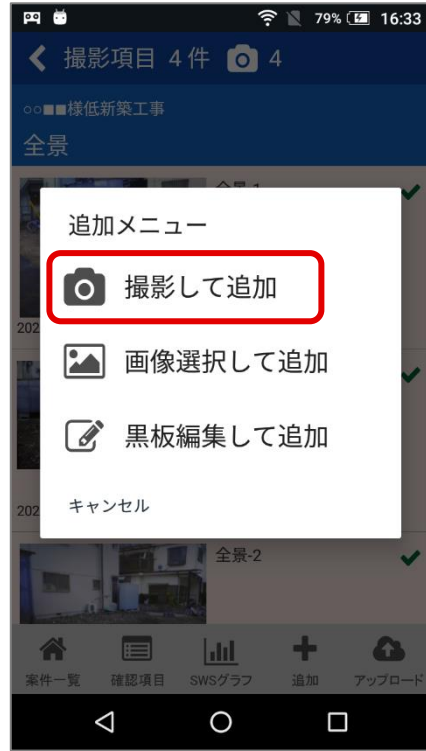 79% 16:33
撮影項目 4件 4
○○■■様低新築工事
全景
追加メニュー
撮影して追加
画像選択して追加
黒板編集して追加
キャンセル
全景-2
案件一覧 確認項目 SWSグラフ 追加 アップロード